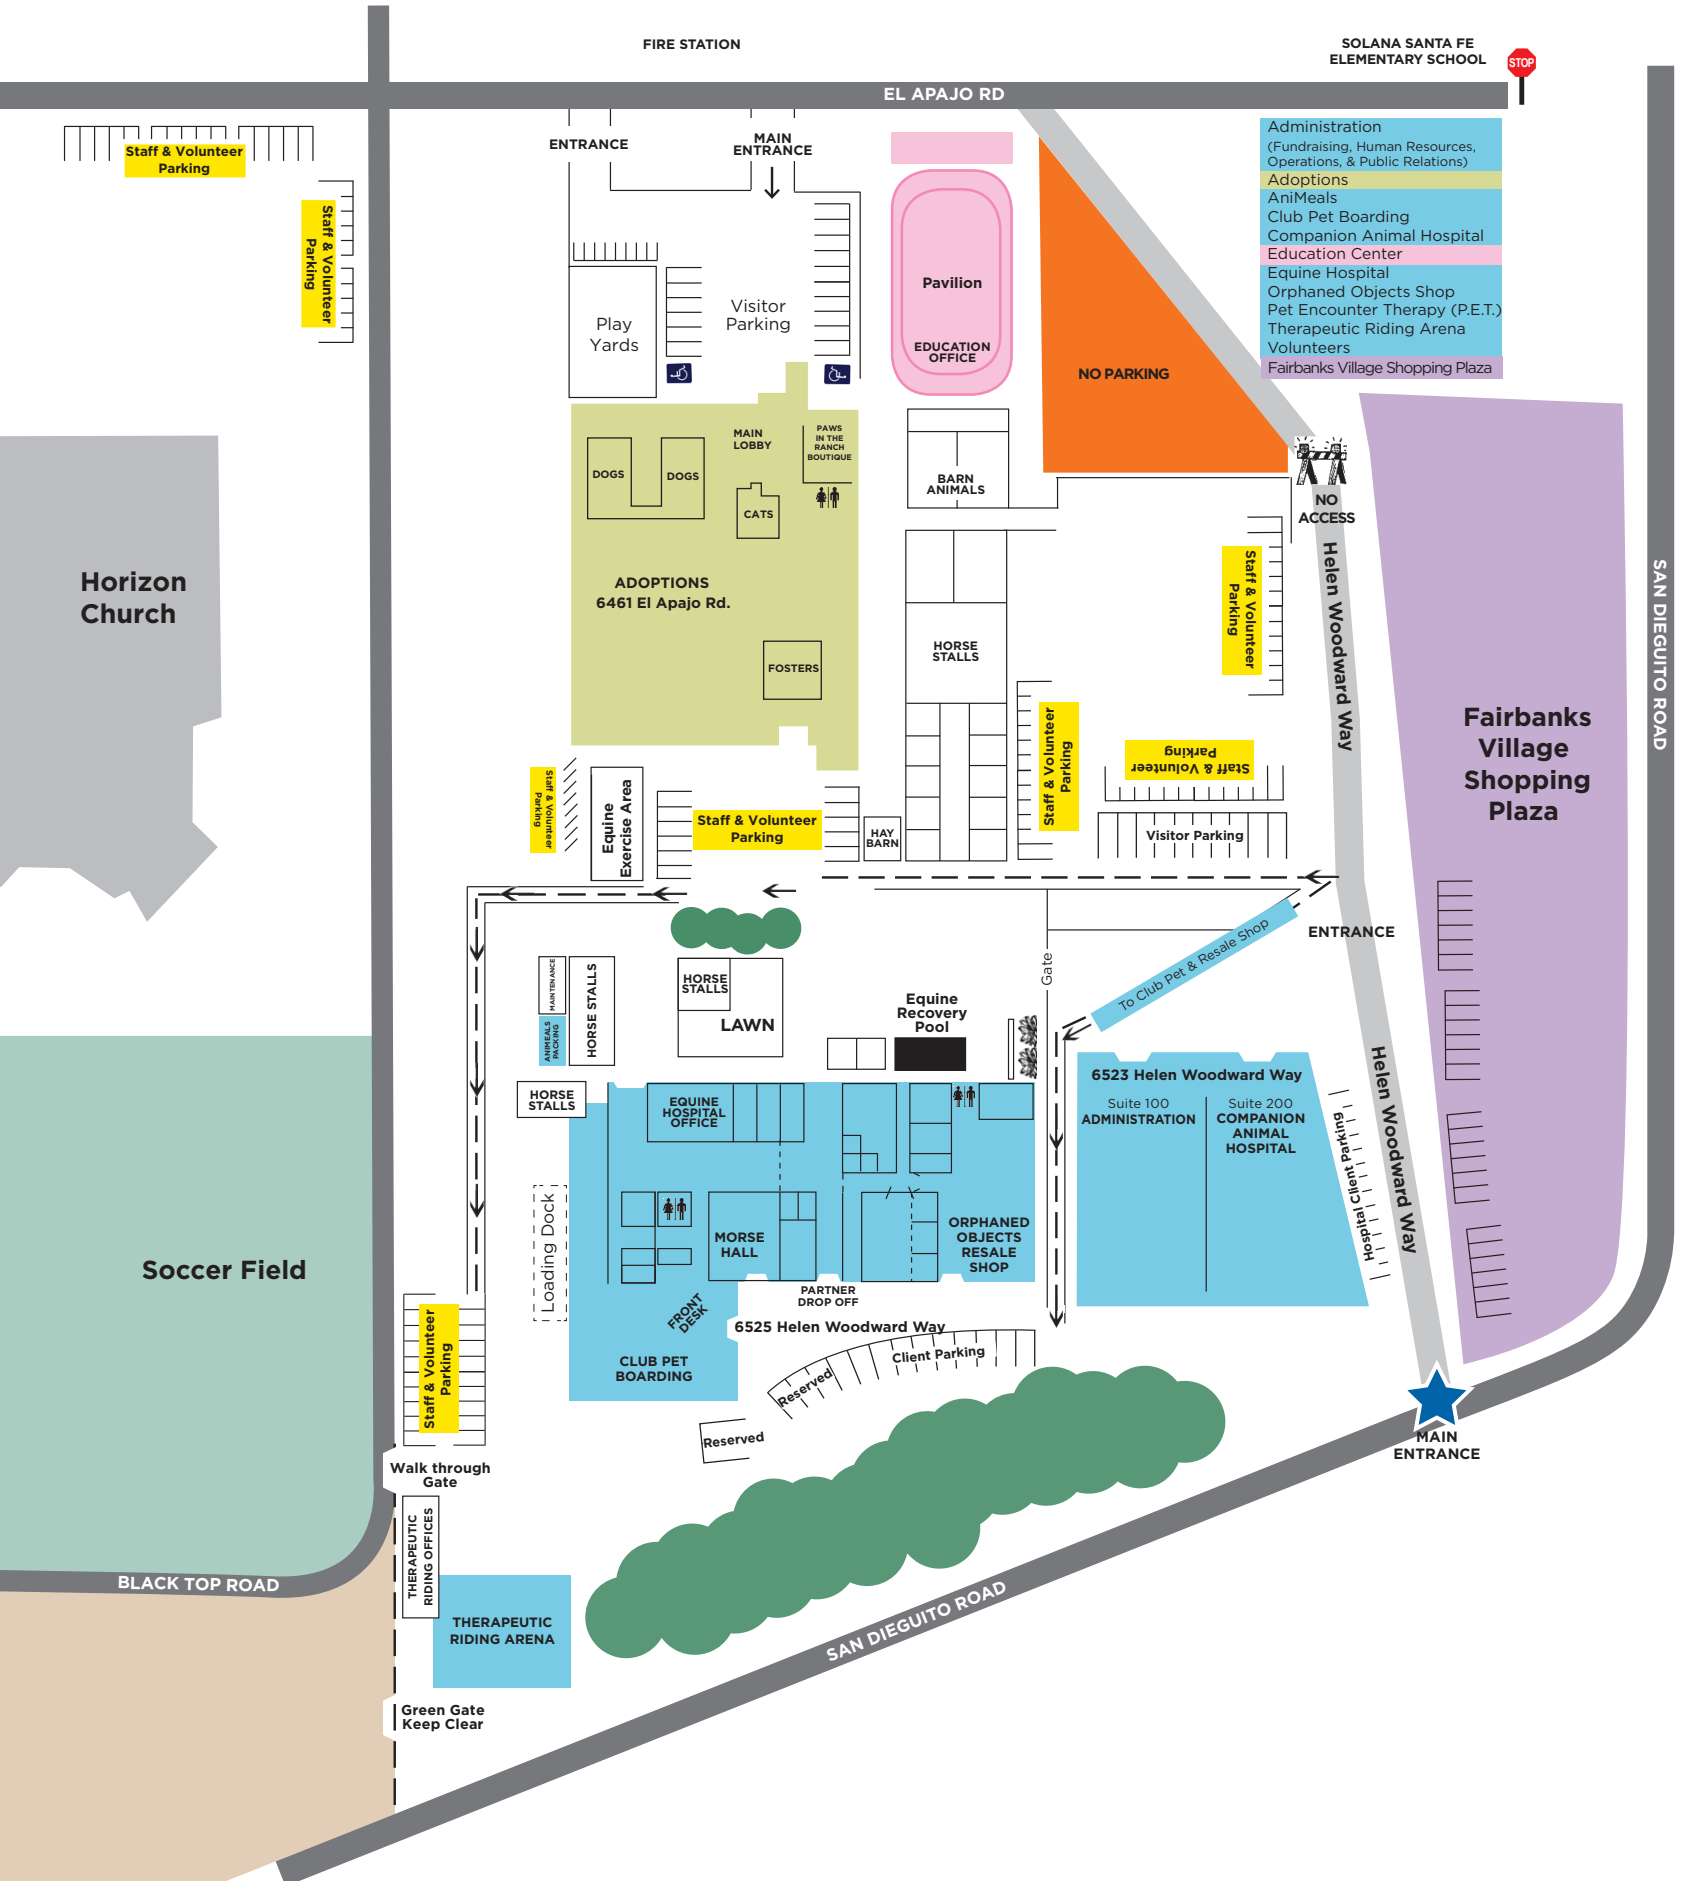 FIRE STATION
SOLANA SANTA FE
ELEMENTARY SCHOOL
STOP
EL APAJO RD
ENTRANCE
MAIN
ENTRANCE
Staff & Volunteer
Parking
Staff & Volunteer
Parking
Administration
(Fundraising, Human Resources,
Operations, & Public Relations)
Adoptions
AniMeals
Club Pet Boarding
Companion Animal Hospital
Education Center
Equine Hospital
Orphaned Objects Shop
Pet Encounter Therapy (P.E.T.)
Therapeutic Riding Arena
Volunteers
Fairbanks Village Shopping Plaza
Pavilion
EDUCATION
OFFICE
Visitor
Parking
Play
Yards
NO PARKING
MAIN
LOBBY
PAWS
IN THE
RANCH
BOUTIQUE
DOGS
DOGS
CATS
BARN
ANIMALS
NO
ACCESS
Helen Woodward Way
Staff & Volunteer
Parking
SAN DIEGUITO ROAD
Horizon
Church
ADOPTIONS
6461 El Apajo Rd.
FOSTERS
HORSE
STALLS
Fairbanks
Village
Shopping
Plaza
Staff & Volunteer
Parking
Staff & Volunteer
Parking
Staff & Volunteer
Parking
Equine
Exercise Area
Staff & Volunteer
Parking
HAY
BARN
Visitor Parking
ENTRANCE
To Club Pet & Resale Shop
Gate
MAINTENANCE
ANIMEALS
PACKING
HORSE STALLS
HORSE
STALLS
LAWN
Equine
Recovery
Pool
Helen Woodward Way
HORSE
STALLS
EQUINE
HOSPITAL
OFFICE
6523 Helen Woodward Way
Suite 100
ADMINISTRATION
Suite 200
COMPANION
ANIMAL
HOSPITAL
Hospital Client Parking
Loading Dock
MORSE
HALL
ORPHANED
OBJECTS
RESALE
SHOP
PARTNER
DROP OFF
FRONT
DESK
6525 Helen Woodward Way
Client Parking
Reserved
Reserved
CLUB PET
BOARDING
Soccer Field
Staff & Volunteer
Parking
MAIN
ENTRANCE
Walk through
Gate
THERAPEUTIC
RIDING OFFICES
BLACK TOP ROAD
THERAPEUTIC
RIDING ARENA
SAN DIEGUITO ROAD
Green Gate
Keep Clear